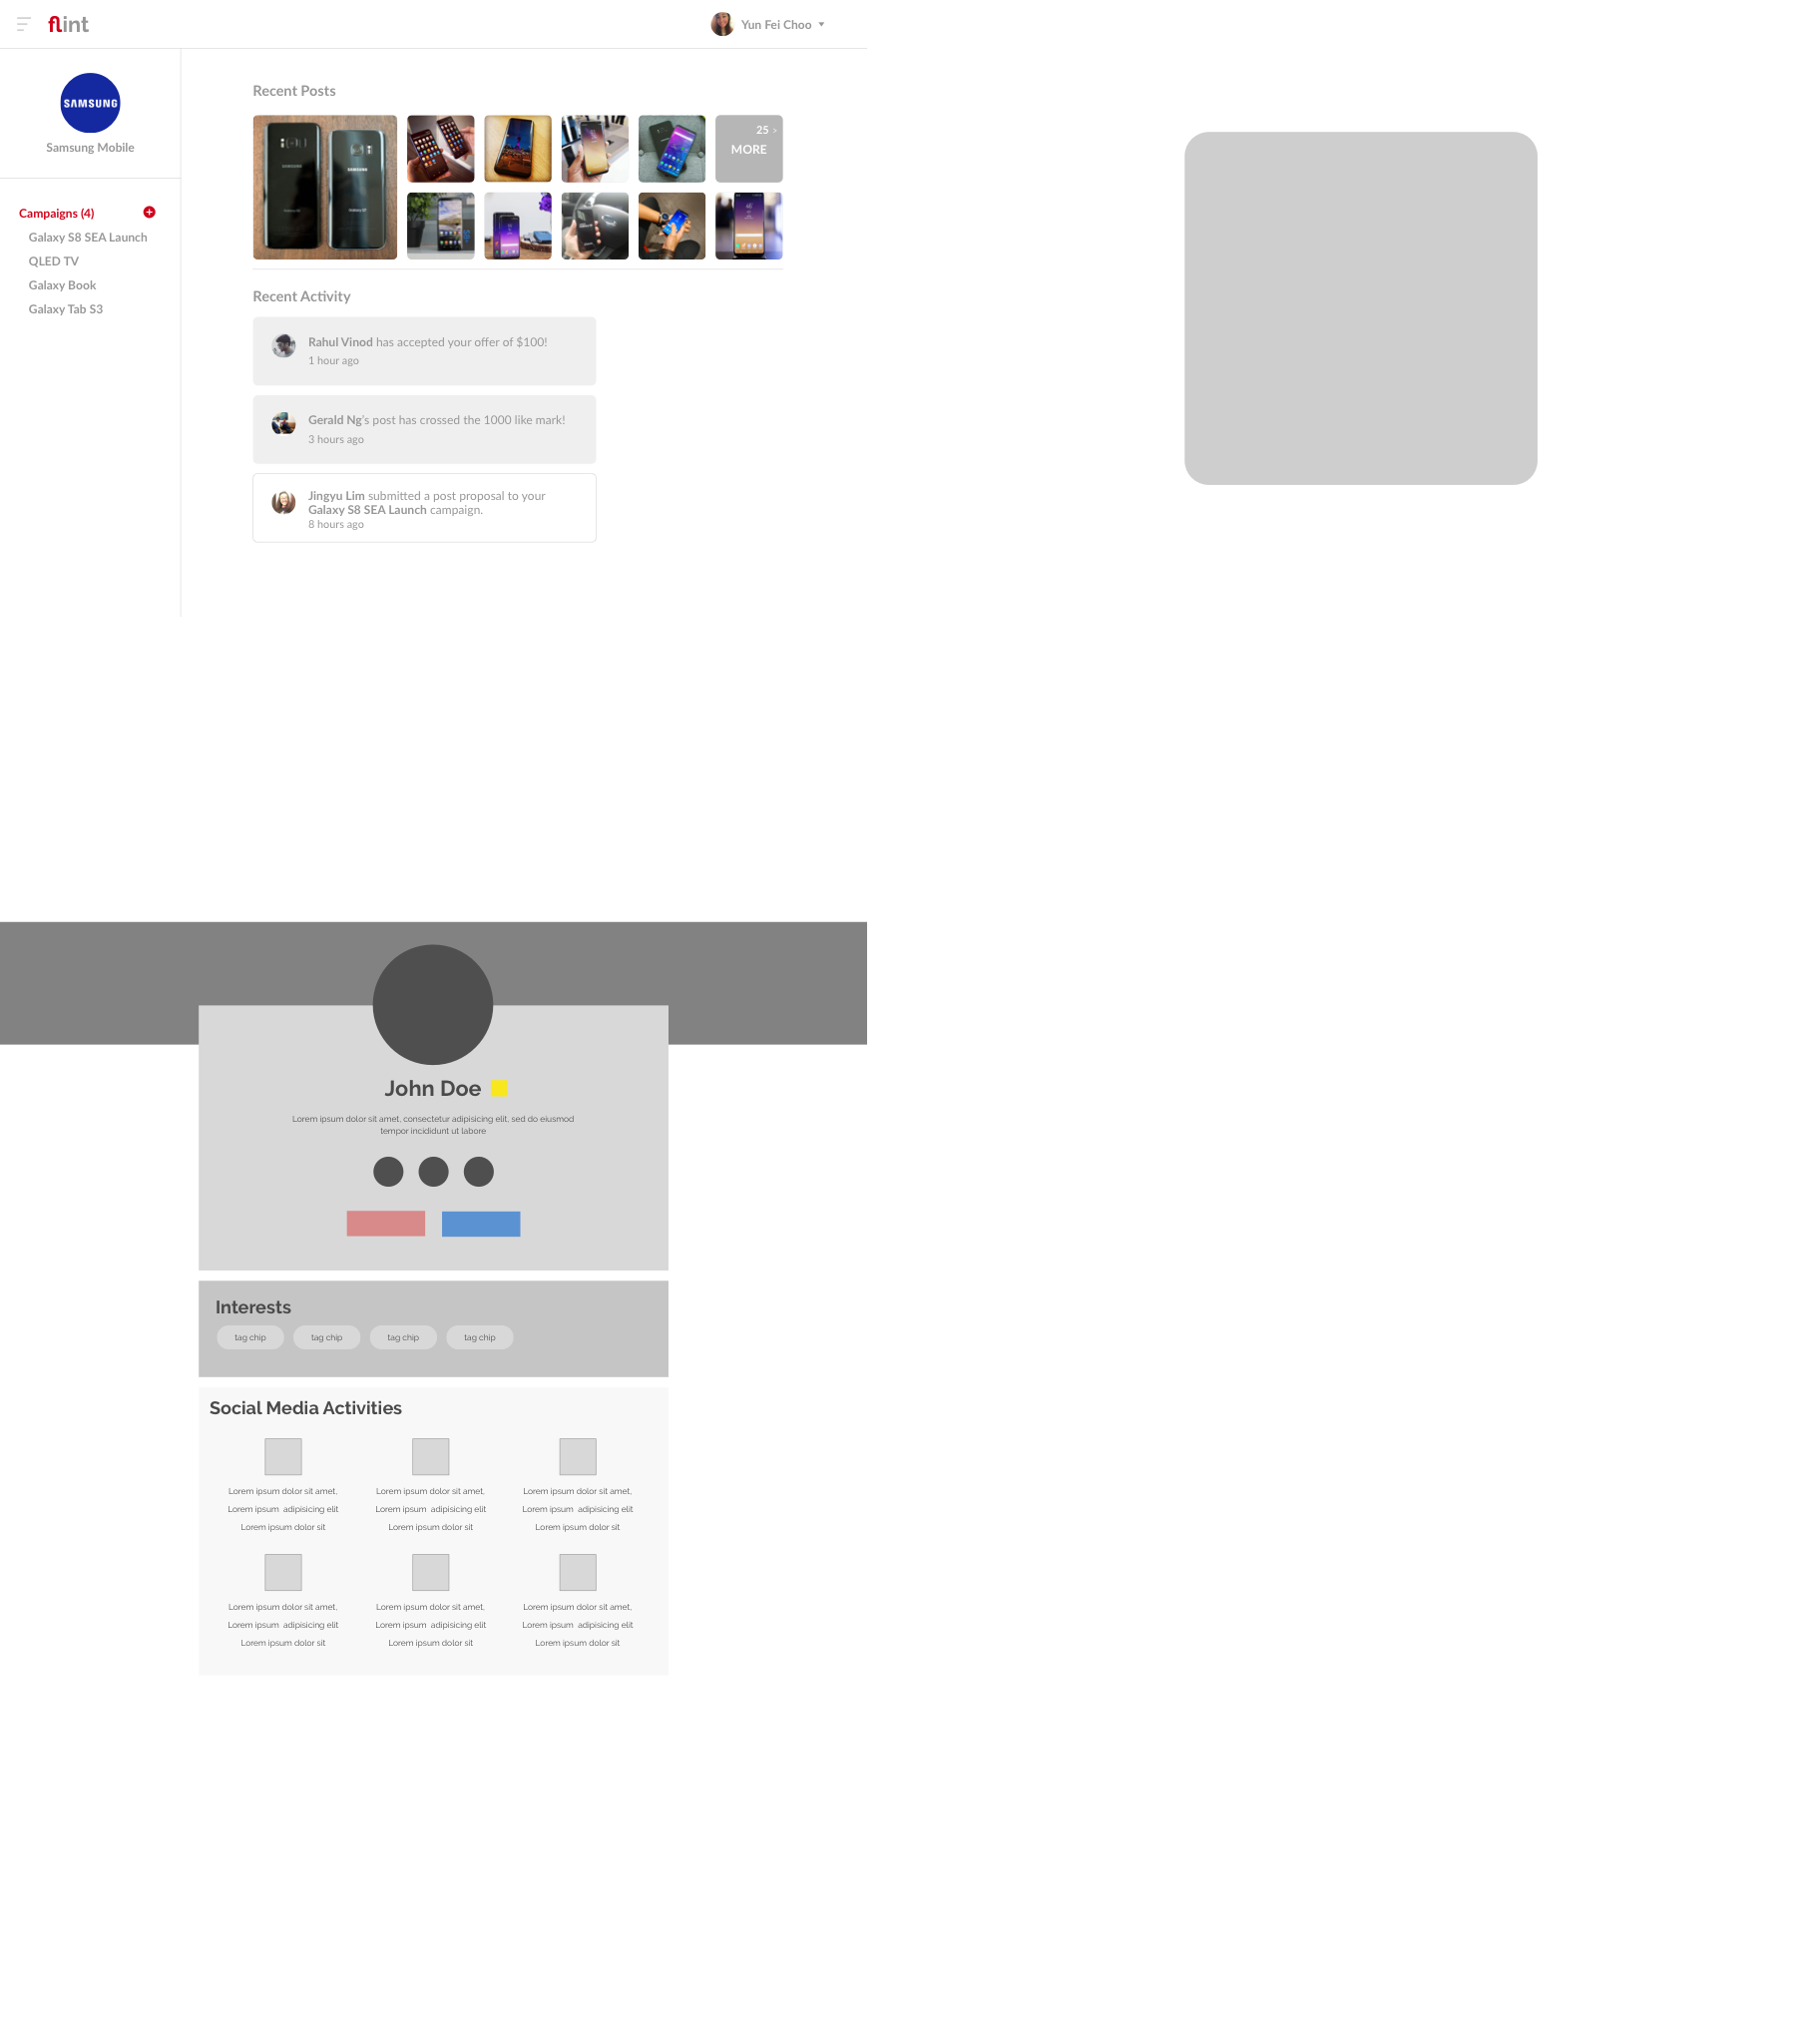 flint
Yun Fei Choo
SAMSUNG
Samsung Mobile
Campaigns (4)
Galaxy S8 SEA Launch
QLED TV
Galaxy Book
Galaxy Tab S3
Recent Posts
SAMSUNG
SAMSUNG
25 ›
MORE
Recent Activity
Rahul Vinod has accepted your offer of $100!
1 hour ago
Gerald Ng's post has crossed the 1000 like mark!
3 hours ago
Jingyu Lim submitted a post proposal to your
Galaxy S8 SEA Launch campaign.
8 hours ago
John Doe
Lorem ipsum dolor sit amet, consectetur adipisicing elit, sed do eiusmod
tempor incididunt ut labore
Interests
tag chip
tag chip
tag chip
tag chip
Social Media Activities
Lorem ipsum dolor sit amet,
Lorem ipsum  adipisicing elit
Lorem ipsum dolor sit
Lorem ipsum dolor sit amet,
Lorem ipsum  adipisicing elit
Lorem ipsum dolor sit
Lorem ipsum dolor sit amet,
Lorem ipsum  adipisicing elit
Lorem ipsum dolor sit
Lorem ipsum dolor sit amet,
Lorem ipsum  adipisicing elit
Lorem ipsum dolor sit
Lorem ipsum dolor sit amet,
Lorem ipsum  adipisicing elit
Lorem ipsum dolor sit
Lorem ipsum dolor sit amet,
Lorem ipsum  adipisicing elit
Lorem ipsum dolor sit